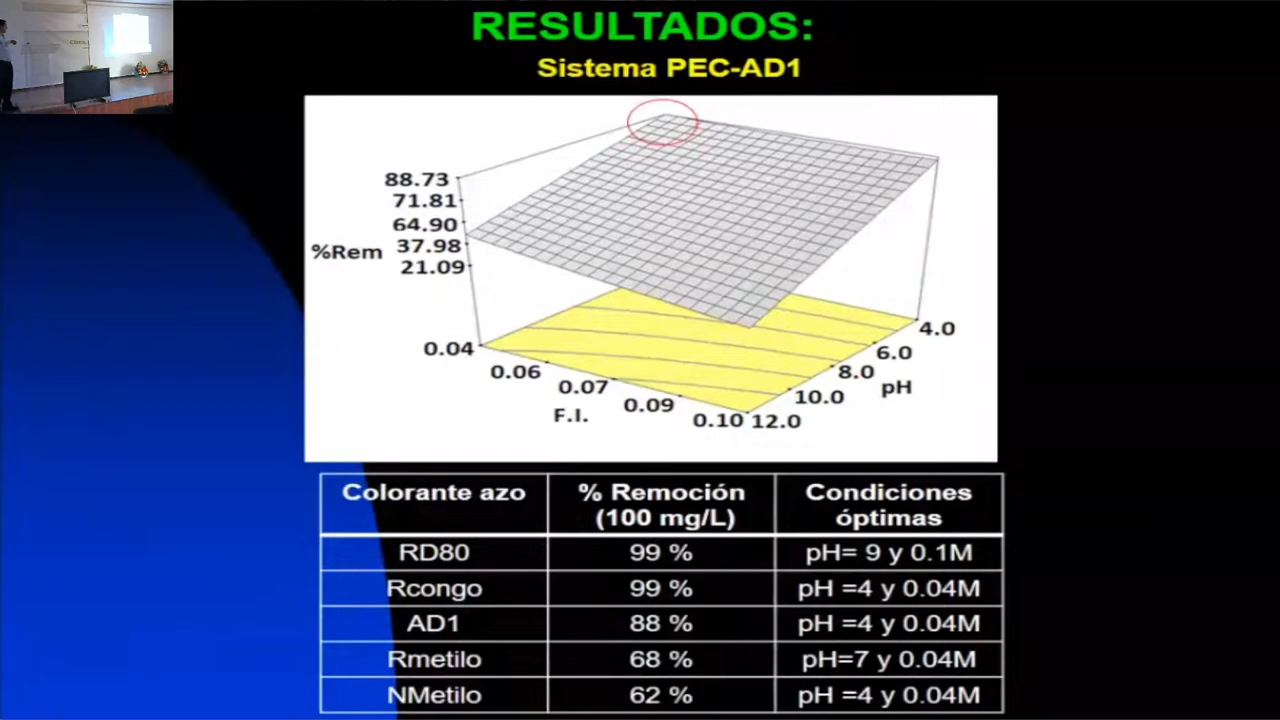 RESULTADOS:
Sistema PEC-AD1
88.73
71.81
64.90
%Rem
37.98
21.09
0.04
0.06
0.07
0.09
0.10
F.I.
4.0
6.0
8.0
10.0
12.0
pH
Colorante azo
% Remoción
(100 mg/L)
Condiciones
óptimas
RD80
99 %
pH= 9 y 0.1M
Rcongo
99 %
pH =4 y 0.04M
AD1
88 %
pH =4 y 0.04M
Rmetilo
68 %
pH=7 y 0.04M
NMetilo
62 %
pH =4 y 0.04M